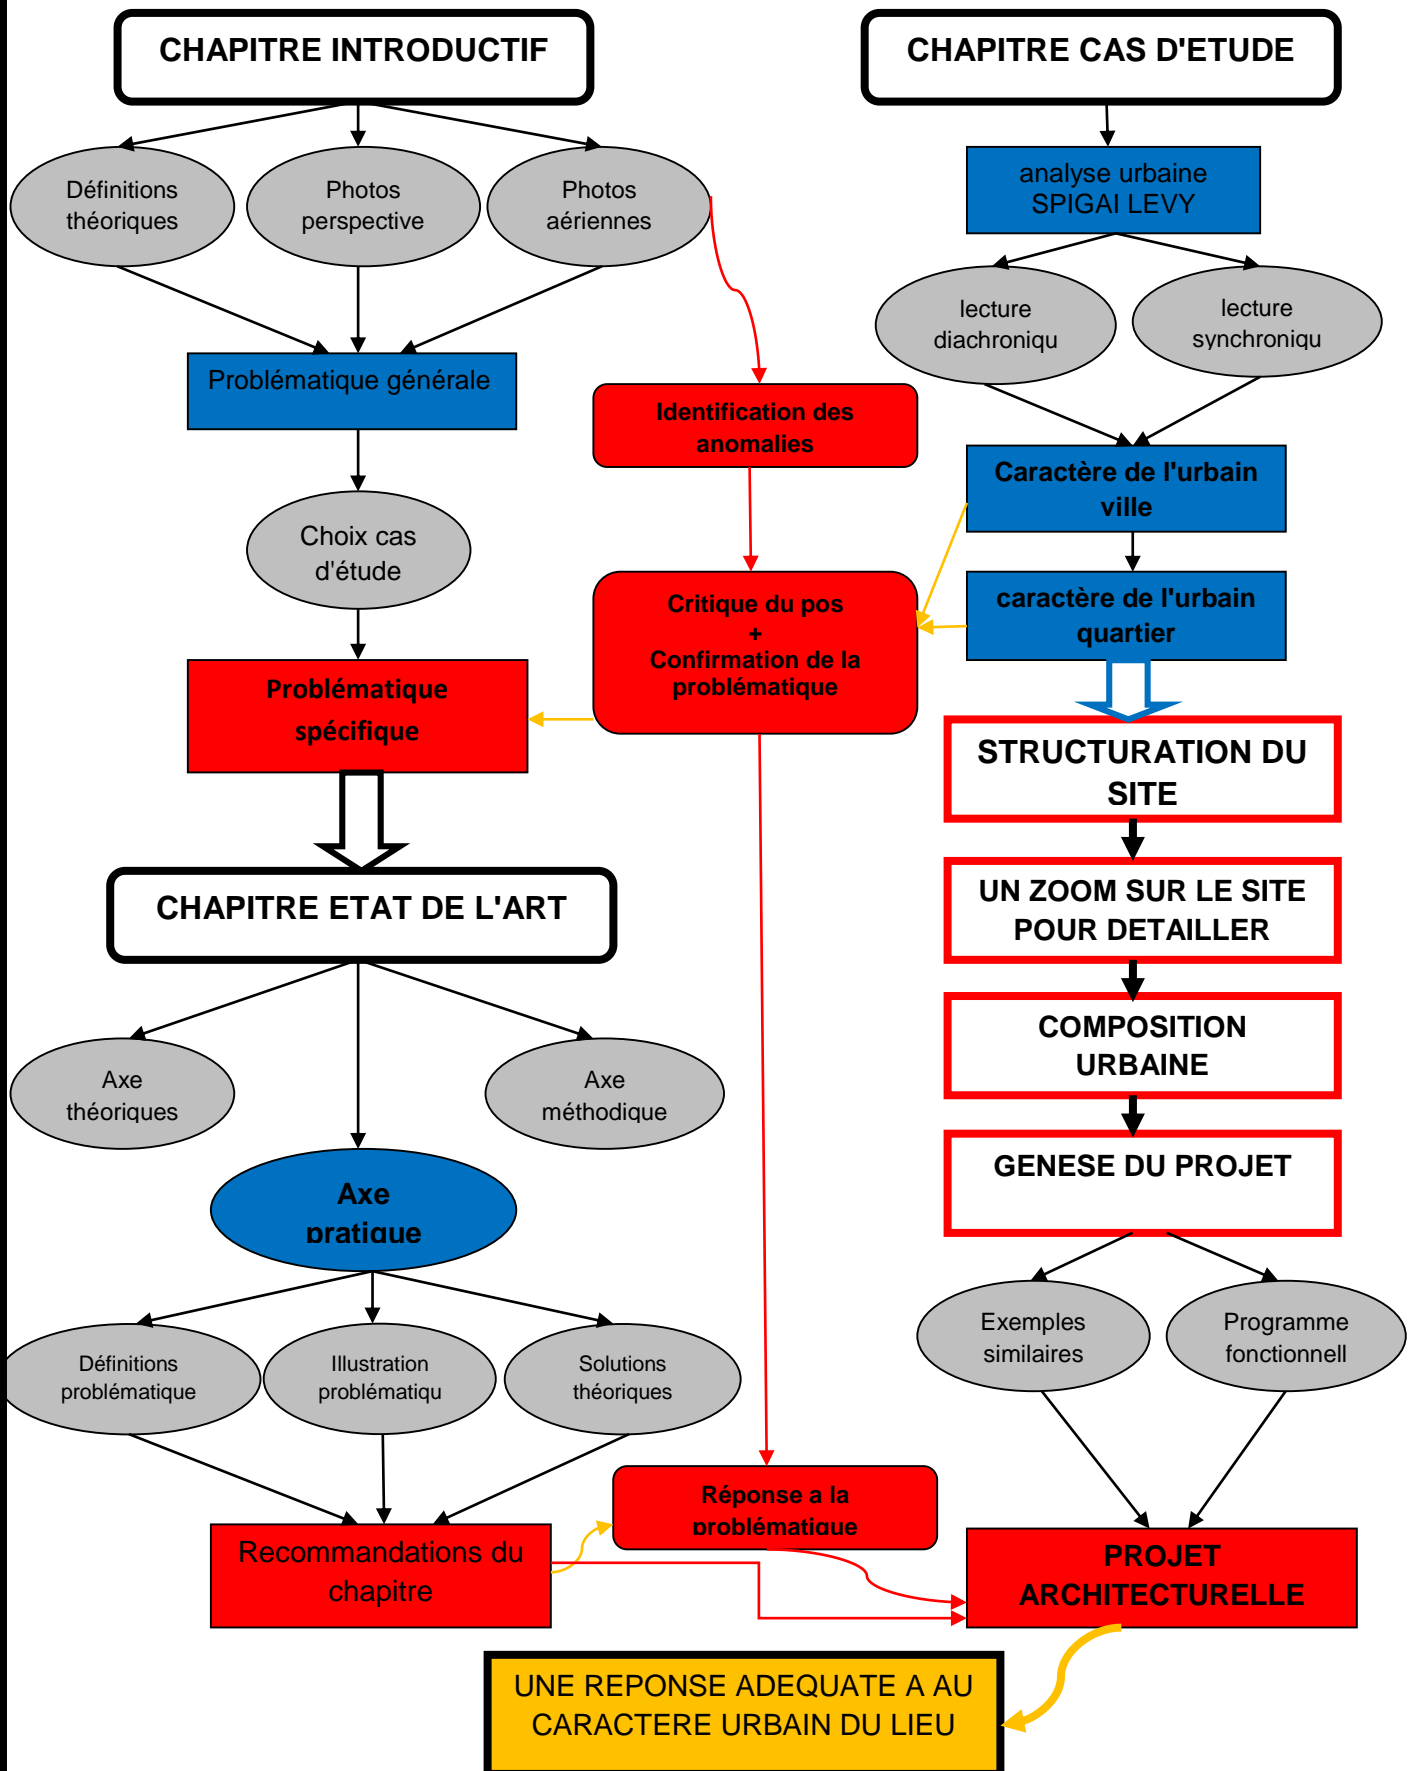 CHAPITRE INTRODUCTIF
CHAPITRE CAS D'ETUDE
Définitions
théoriques
Photos
perspective
Photos
aériennes
analyse urbaine
SPIGAI LEVY
lecture
diachroniqu
lecture
synchroniqu
Problématique générale
Identification des
anomalies
Caractère de l'urbain
ville
Choix cas
d'étude
Critique du pos
+
Confirmation de la
problématique
caractère de l'urbain
quartier
Problématique
spécifique
STRUCTURATION DU
SITE
CHAPITRE ETAT DE L'ART
UN ZOOM SUR LE SITE
POUR DETAILLER
COMPOSITION
URBAINE
Axe
théoriques
Axe
méthodique
Axe
pratique
GENESE DU PROJET
Exemples
similaires
Programme
fonctionnell
Définitions
problématique
Illustration
problématiqu
Solutions
théoriques
Réponse a la
problématique
Recommandations du
chapitre
PROJET
ARCHITECTURELLE
UNE REPONSE ADEQUATE A AU
CARACTERE URBAIN DU LIEU